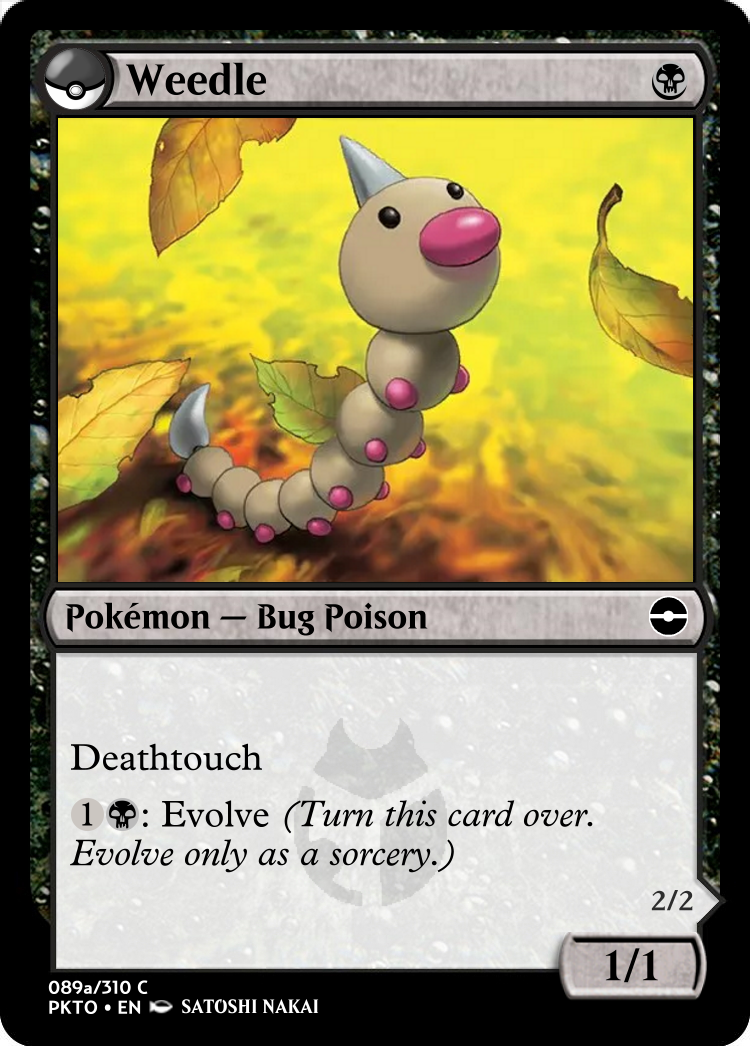 Weedle
Pokémon — Bug Poison
Deathtouch
1: Evolve (Turn this card over.
Evolve only as a sorcery.)
2/2
1/1
089a/310 C
PKTO • EN SATOSHI NAKAI